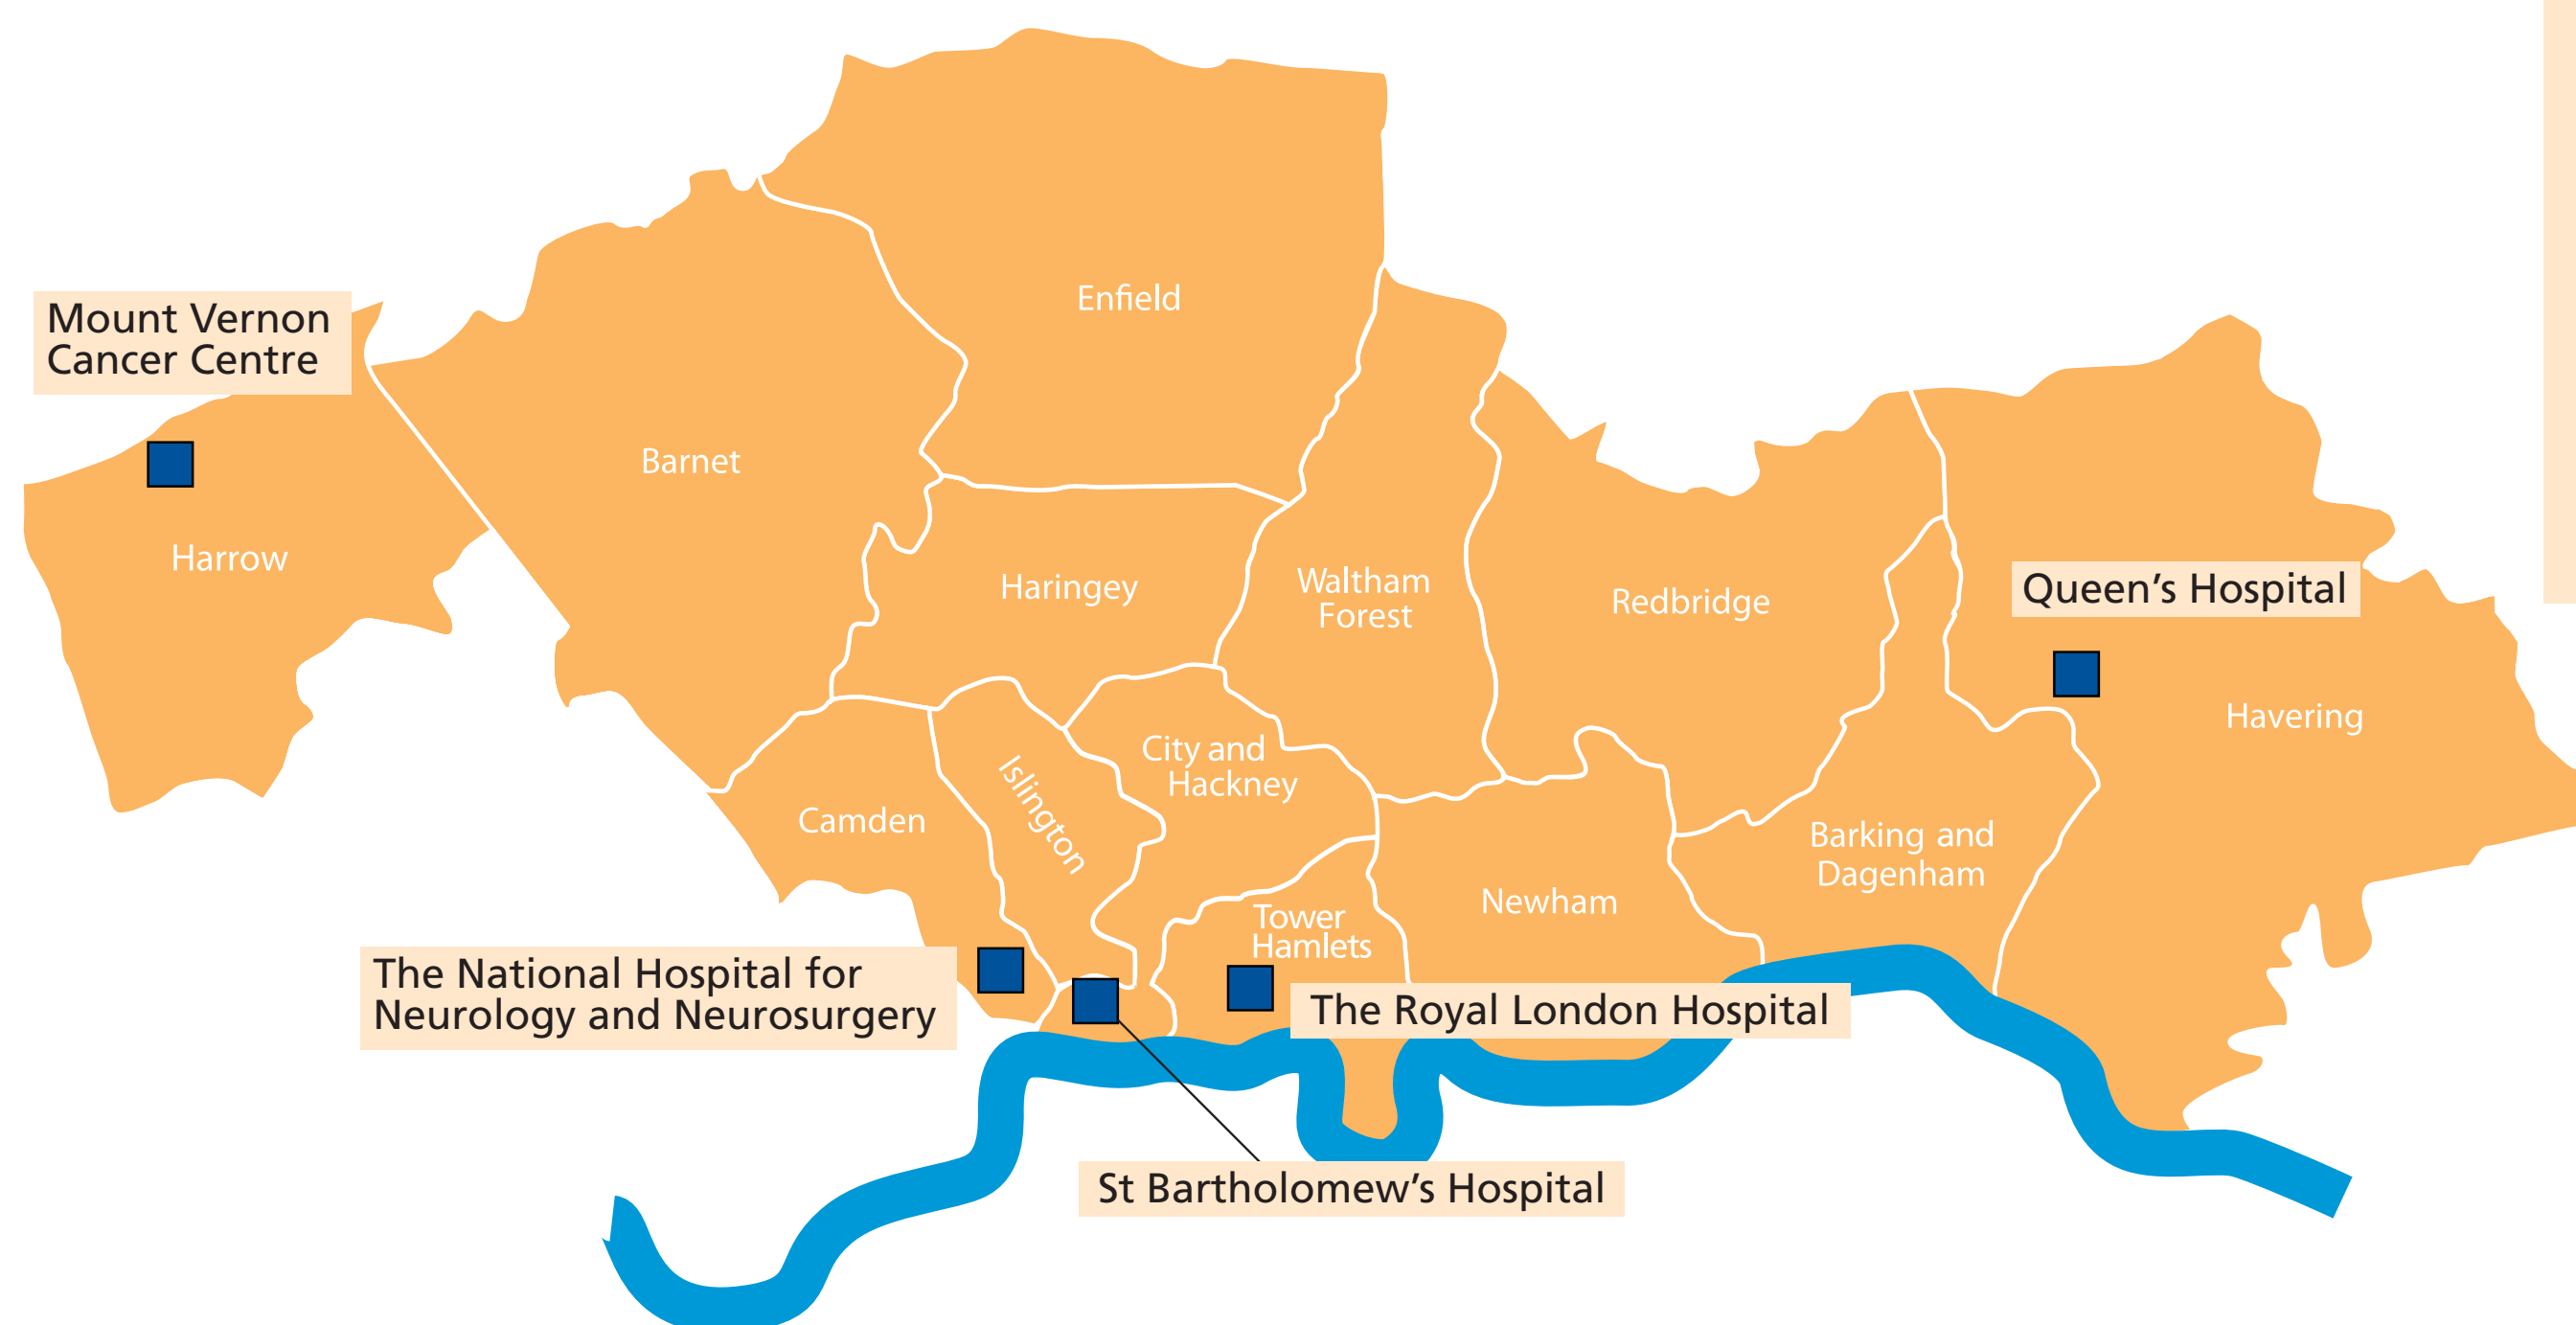 Enfield
Mount Vernon
Cancer Centre
Barnet
Harrow
Haringey
Waltham
Forest
Redbridge
Queen’s Hospital
Havering
City and
Hackney
Islington
Camden
Barking and
Dagenham
Newham
Tower
Hamlets
The National Hospital for
Neurology and Neurosurgery
The Royal London Hospital
St Bartholomew’s Hospital